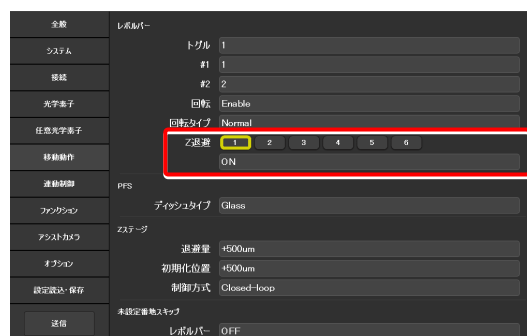 全般
システム
接続
光学素子
任意光学素子
移動動作
連動制御
ファンクション
アシストカメラ
オプション
設定読込・保存
送信
レボルバー
トグル 1
#1 1
#2 2
回転 Enable
回転タイプ Normal
Z退避 1 2 3 4 5 6
ON
PFS
ディッシュタイプ Glass
Zステージ
退避量 +500um
初期化位置 +500um
制御方式 Closed-loop
未設定番地スキップ
レボルバー OFF